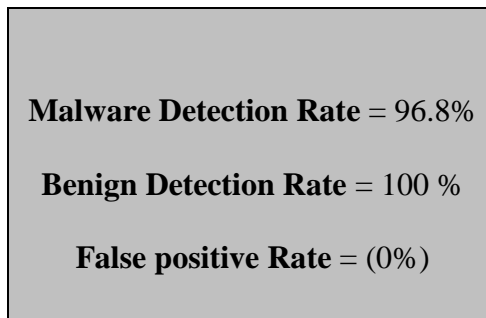 Malware Detection Rate = 96.8%
Benign Detection Rate = 100 %
False positive Rate = (0%)